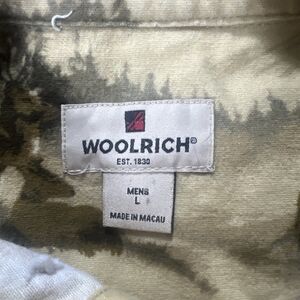 WOOLRICH®
EST. 1830
MENS
L
MADE IN MACAU